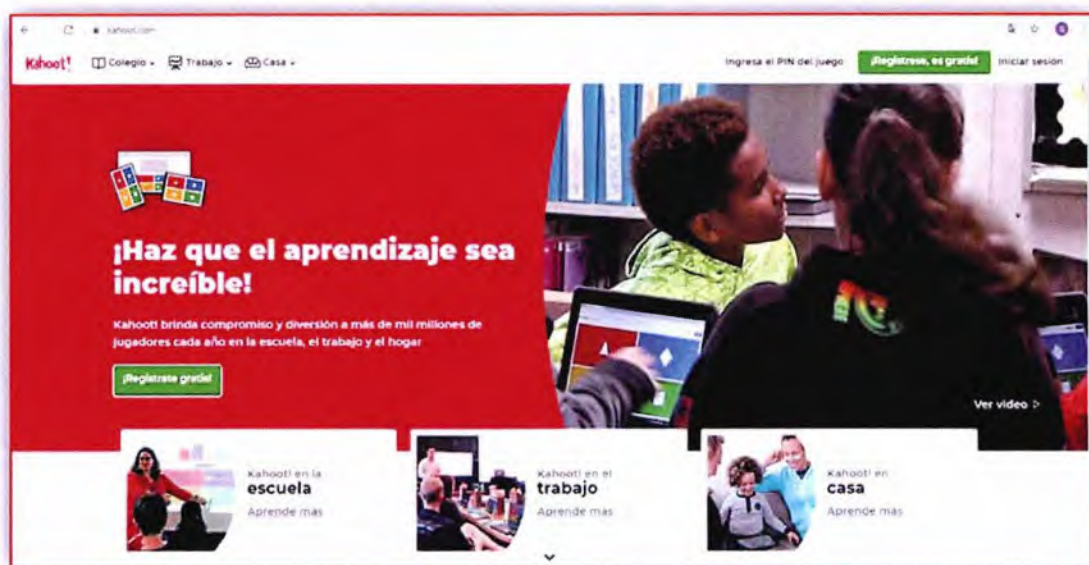 kahoot.com
Kahoot! Colegio Trabajo Casa Ingresa el PIN del juego ¡Regístrese, es gratis! Iniciar sesión
¡Haz que el aprendizaje sea
increíble!
Kahoot! brinda compromiso y diversión a más de mil millones de
jugadores cada año en la escuela, el trabajo y el hogar
¡Regístrate gratis!
Ver video
Kahoot! en la
escuela
Aprende más
Kahoot! en el
trabajo
Aprende más
Kahoot! en
casa
Aprende más